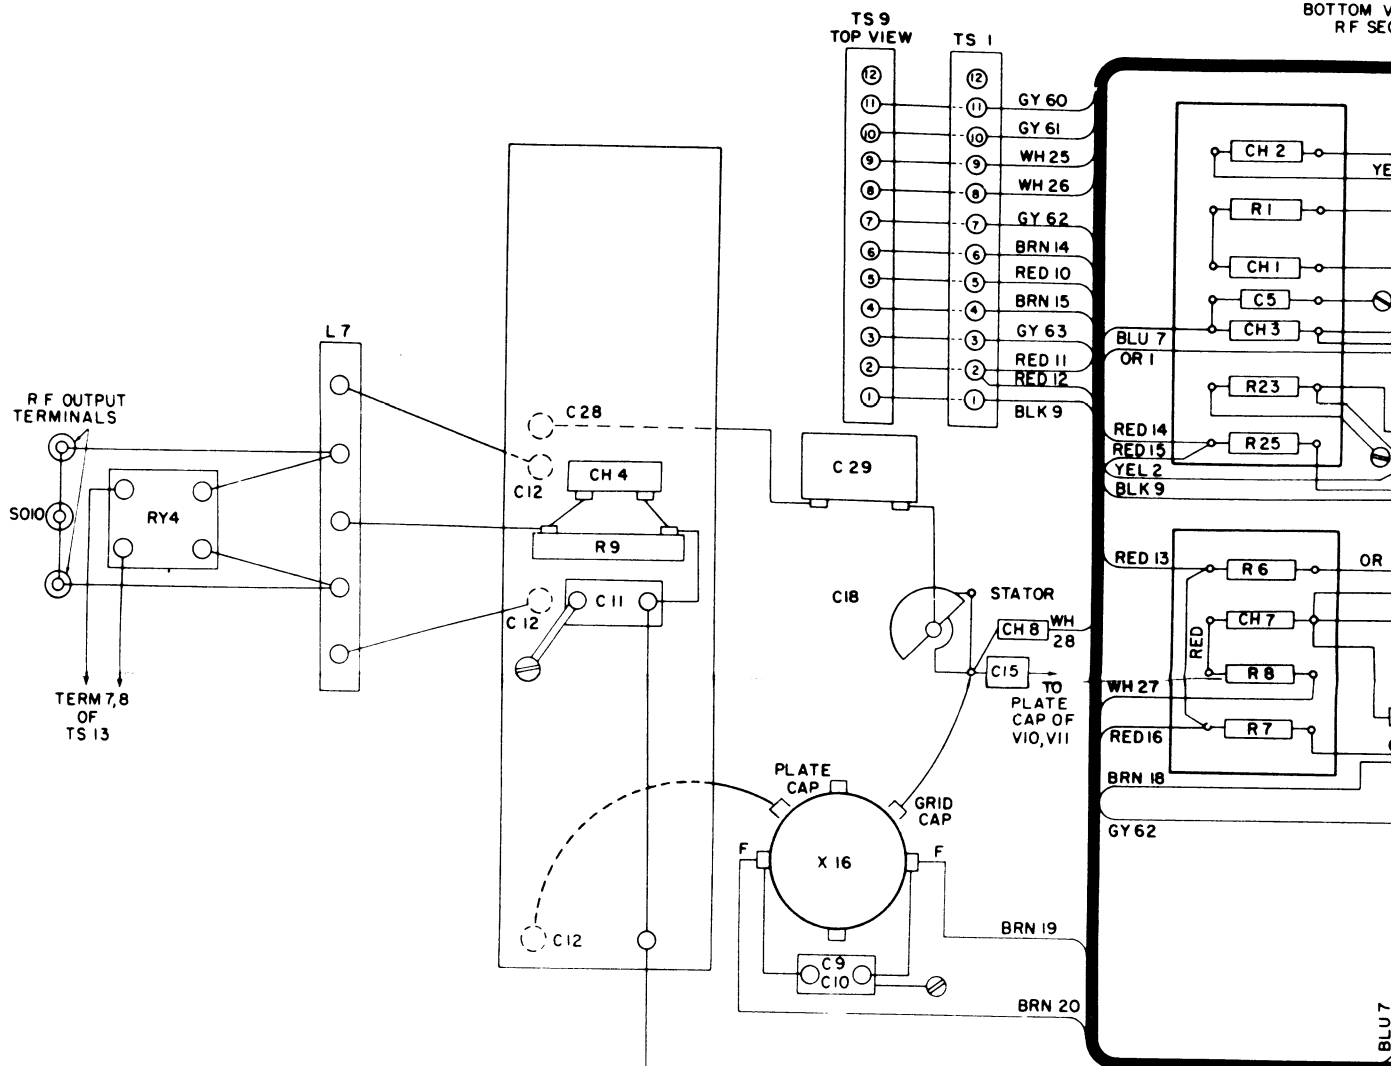 BOTTOM V
RF SEC
TS 9
TOP VIEW
TS 1
12
11
10
9
8
7
6
5
4
3
2
1
12
11
10
9
8
7
6
5
4
3
2
1
GY 60
GY 61
WH 25
WH 26
GY 62
BRN 14
RED 10
BRN 15
GY 63
RED 11
RED 12
BLK 9
CH 2
YE
R 1
CH 1
C 5
CH 3
R23
R 25
BLU 7
OR 1
RED 14
RED 15
YEL 2
BLK 9
L 7
RF OUTPUT
TERMINALS
SO10
RY4
TERM 7,8
OF
TS 13
C 28
C12
CH 4
R 9
C 11
C 12
C 29
C18
STATOR
CH 8
WH
28
C15
TO
PLATE
CAP OF
V10, V11
RED 13
R 6
OR
CH 7
RED
R 8
WH 27
R 7
RED 16
BRN 18
GY 62
PLATE
CAP
GRID
CAP
F
F
X 16
C12
C 9
C10
BRN 19
BRN 20
BLU 7